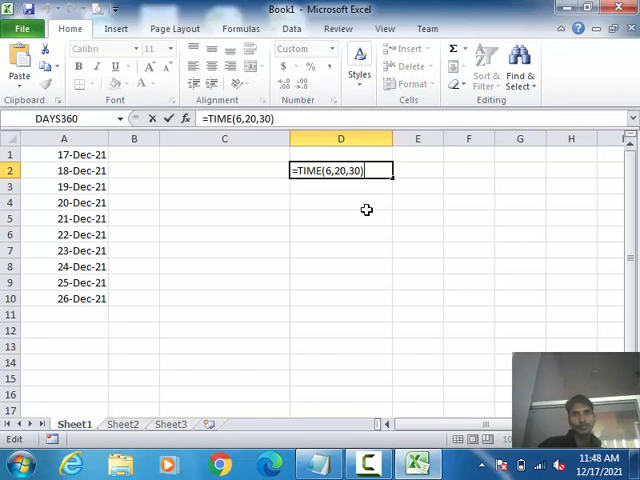 Book1 - Microsoft Excel
File Home Insert Page Layout Formulas Data Review View Team
Paste
Clipboard
Calibri 11
B I U
A A
Font
Alignment
Custom
$ % ,
Number
Styles
Insert
Delete
Format
Cells
Σ
Sort & Filter
Find & Select
Editing
DAYS360 fx =TIME(6,20,30)
A B C D E F G H
1 17-Dec-21
2 18-Dec-21 =TIME(6,20,30)
3 19-Dec-21
4 20-Dec-21
5 21-Dec-21
6 22-Dec-21
7 23-Dec-21
8 24-Dec-21
9 25-Dec-21
10 26-Dec-21
11
12
13
14
15
16
17
Sheet1 Sheet2 Sheet3
Edit
11:48 AM
12/17/2021